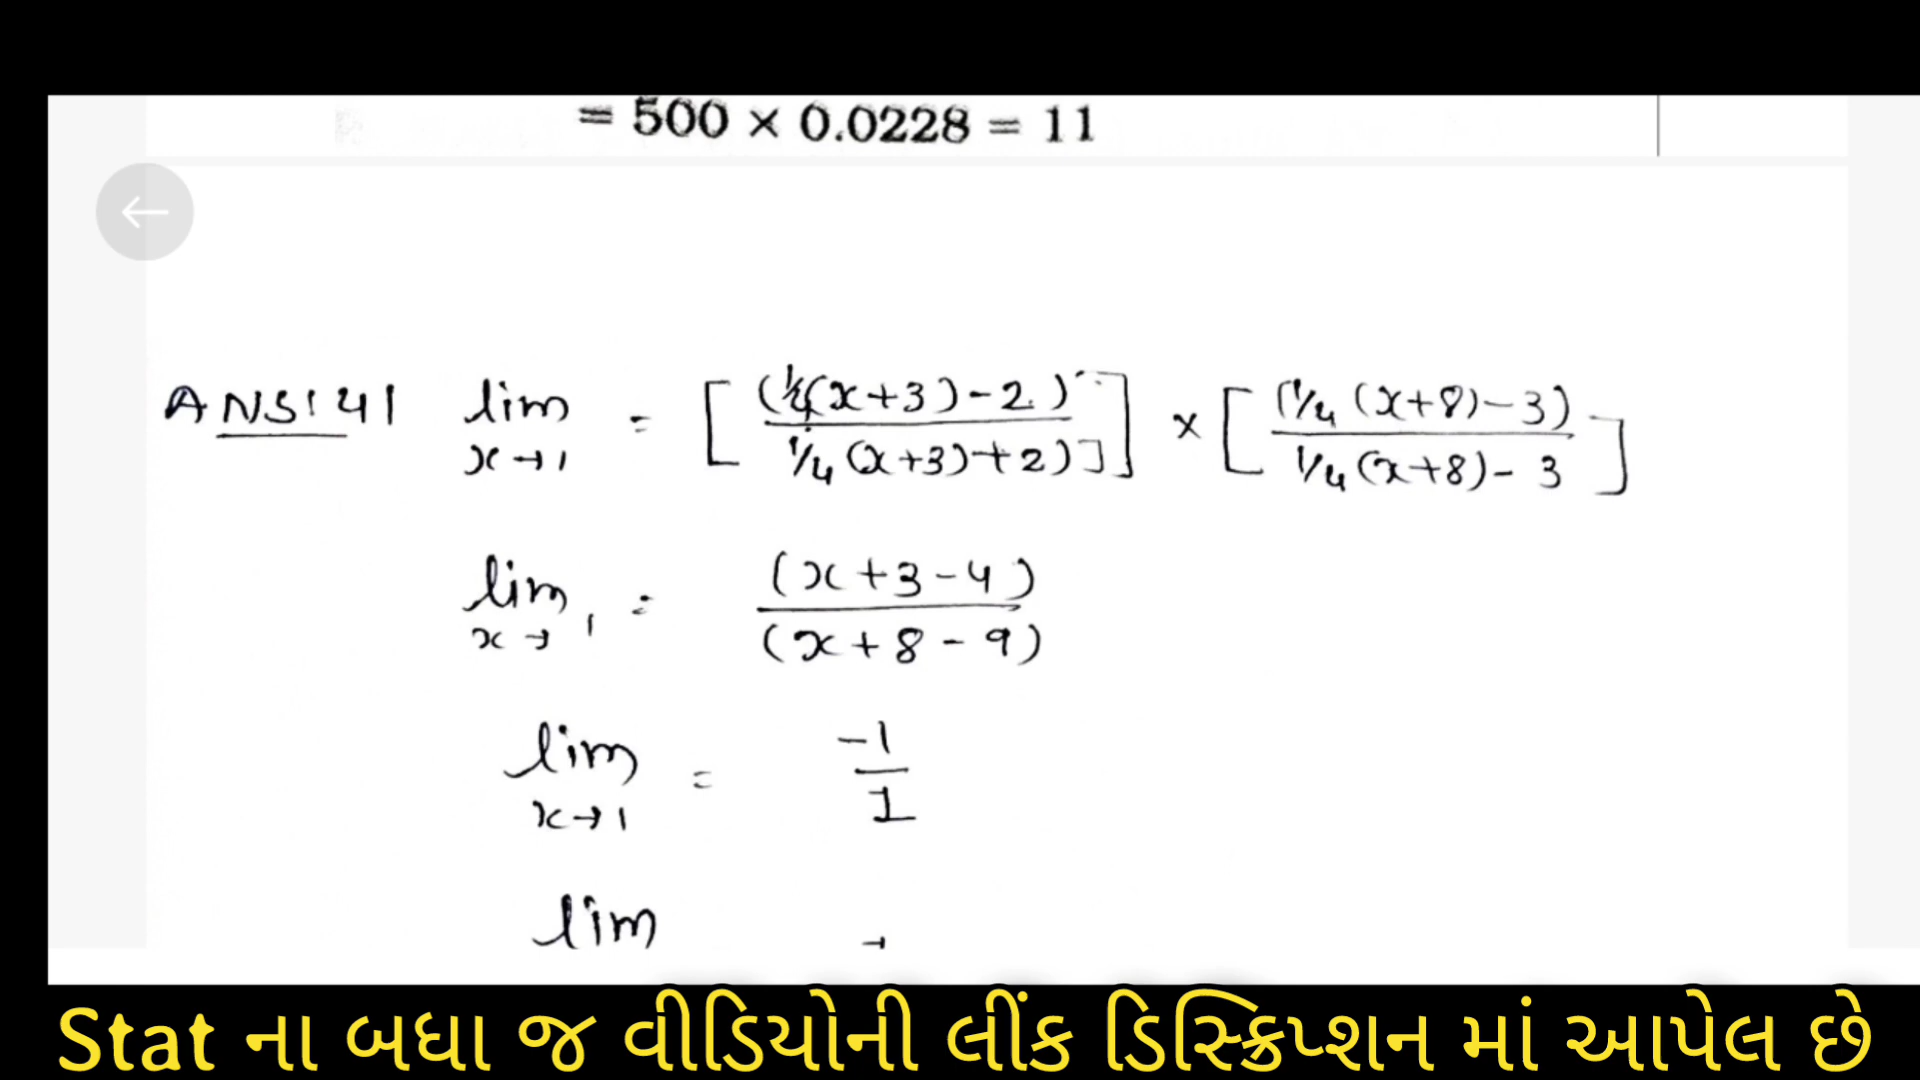 = 500 × 0.0228 = 11
ANS! 41 lim x→1 = [ (¼(x+3)-2) / ¼(x+3)+2)] ] × [ (¼(x+8)-3) / ¼(x+8)-3 ]
lim x→1 = (x+3-4) / (x+8-9)
lim x→1 = -1 / 1
lim
Stat ના બધા જ વીડિયોની લીંક ડિસ્ક્રિપ્શન માં આપેલ છે